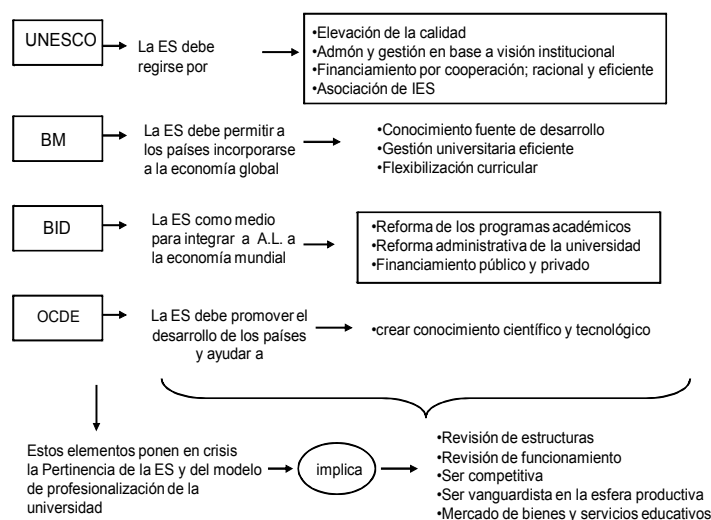 UNESCO
La ES debe
regirse por
•Elevación de la calidad
•Admón y gestión en base a visión institucional
•Financiamiento por cooperación; racional y eficiente
•Asociación de IES
BM
La ES debe permitir a
los países incorporarse
a la economía global
•Conocimiento fuente de desarrollo
•Gestión universitaria eficiente
•Flexibilización curricular
BID
La ES como medio
para integrar a A.L. a
la economía mundial
•Reforma de los programas académicos
•Reforma administrativa de la universidad
•Financiamiento público y privado
OCDE
La ES debe promover el
desarrollo de los países
y ayudar a
•crear conocimiento científico y tecnológico
Estos elementos ponen en crisis
la Pertinencia de la ES y del modelo
de profesionalización de la
universidad
implica
•Revisión de estructuras
•Revisión de funcionamiento
•Ser competitiva
•Ser vanguardista en la esfera productiva
•Mercado de bienes y servicios educativos